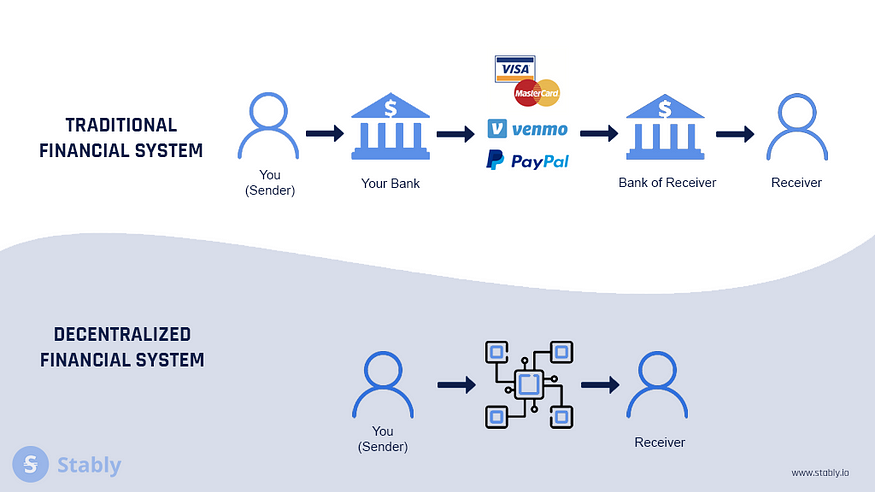 VISA
MasterCard
TRADITIONAL
FINANCIAL SYSTEM
$
V venmo
$
PayPal
You
(Sender)
Your Bank
Bank of Receiver
Receiver
DECENTRALIZED
FINANCIAL SYSTEM
You
(Sender)
Receiver
S Stably
www.stably.io